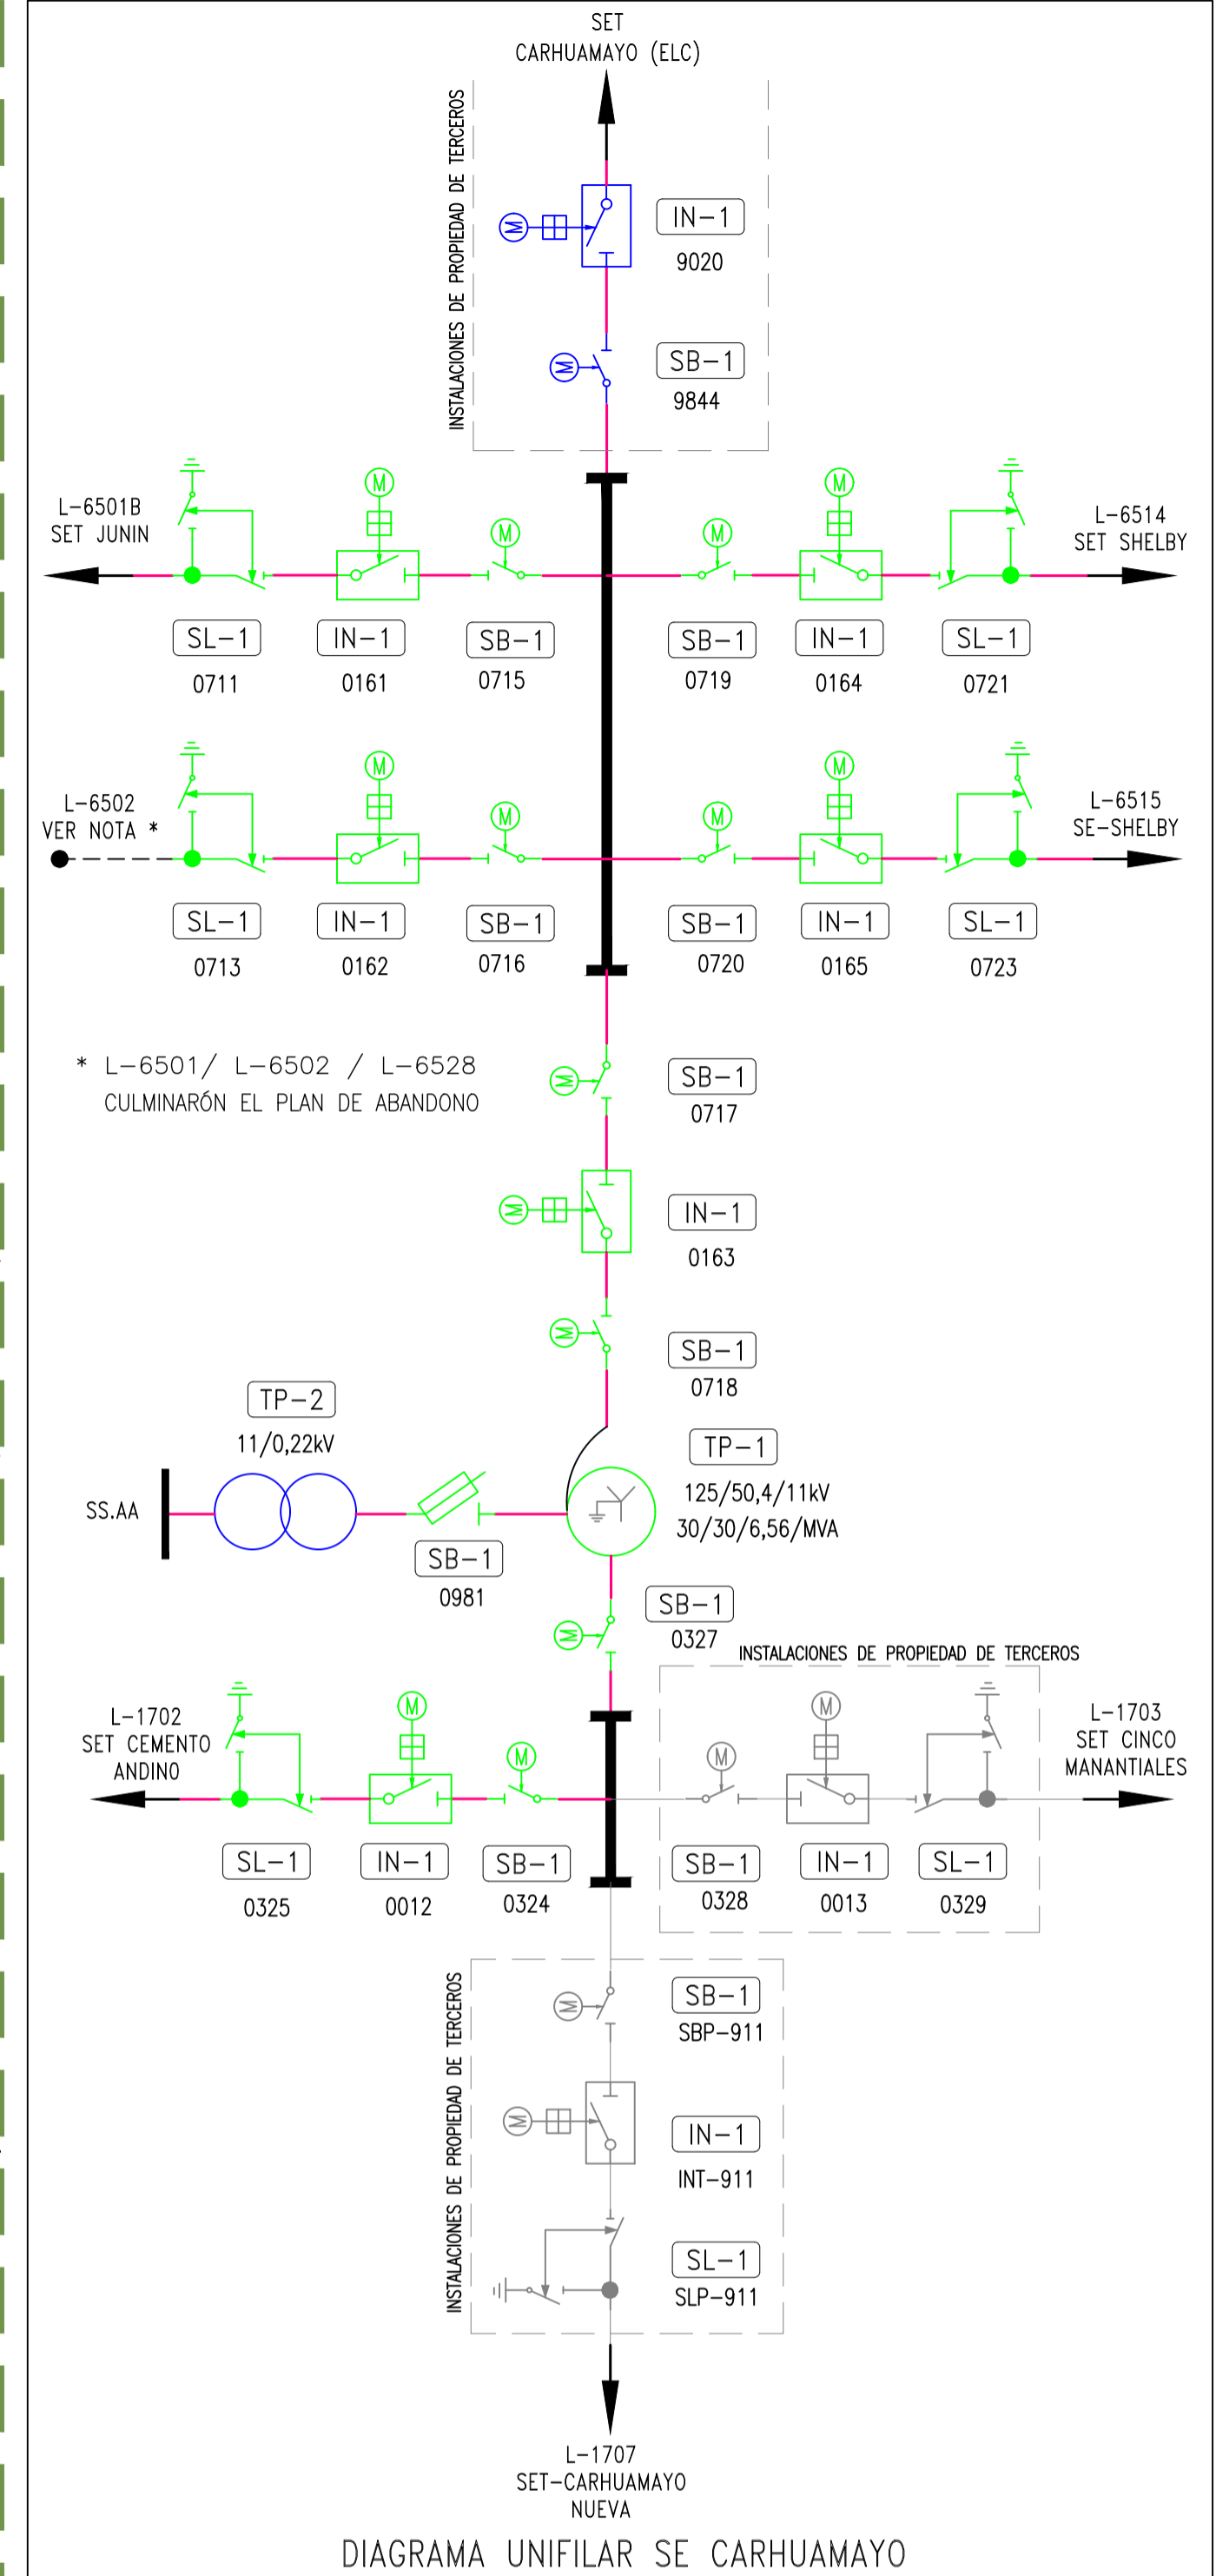 SET
CARHUAMAYO (ELC)
INSTALACIONES DE PROPIEDAD DE TERCEROS
M
IN-1
9020
M
SB-1
9844
L-6501B
SET JUNIN
M
M
M
M
L-6514
SET SHELBY
SL-1
IN-1
SB-1
SB-1
IN-1
SL-1
0711
0161
0715
0719
0164
0721
L-6502
VER NOTA *
M
M
M
M
L-6515
SE-SHELBY
SL-1
IN-1
SB-1
SB-1
IN-1
SL-1
0713
0162
0716
0720
0165
0723
* L-6501/ L-6502 / L-6528
CULMINARÓN EL PLAN DE ABANDONO
M
SB-1
0717
M
IN-1
0163
M
SB-1
0718
TP-2
11/0,22kV
SS.AA
TP-1
125/50,4/11kV
30/30/6,56/MVA
SB-1
0981
M
SB-1
0327
INSTALACIONES DE PROPIEDAD DE TERCEROS
L-1702
SET CEMENTO
ANDINO
M
M
M
M
L-1703
SET CINCO
MANANTIALES
SL-1
IN-1
SB-1
SB-1
IN-1
SL-1
0325
0012
0324
0328
0013
0329
INSTALACIONES DE PROPIEDAD DE TERCEROS
M
SB-1
SBP-911
M
IN-1
INT-911
SL-1
SLP-911
L-1707
SET-CARHUAMAYO
NUEVA
DIAGRAMA UNIFILAR SE CARHUAMAYO